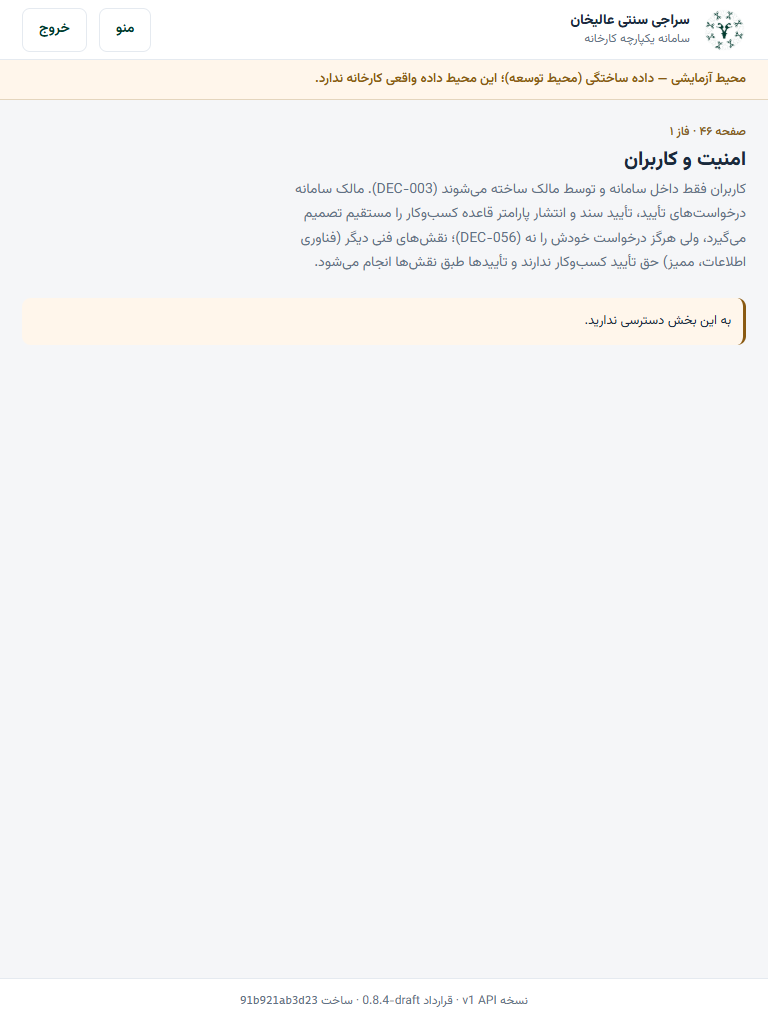 سراجی سنتی عالیخان
سامانه یکپارچه کارخانه
منو
خروج
محیط آزمایشی — داده ساختگی (محیط توسعه)؛ این محیط داده واقعی کارخانه ندارد.
صفحه ۴۶ · فاز ۱
امنیت و کاربران
کاربران فقط داخل سامانه و توسط مالک ساخته می‌شوند (DEC-003). مالک سامانه
درخواست‌های تأیید، تأیید سند و انتشار پارامتر قاعده کسب‌وکار را مستقیم تصمیم
می‌گیرد، ولی هرگز درخواست خودش را نه (DEC-056)؛ نقش‌های فنی دیگر (فناوری
اطلاعات، ممیز) حق تأیید کسب‌وکار ندارند و تأییدها طبق نقش‌ها انجام می‌شود.
به این بخش دسترسی ندارید.
نسخه v1 API · قرارداد 0.8.4-draft · ساخت 91b921ab3d23